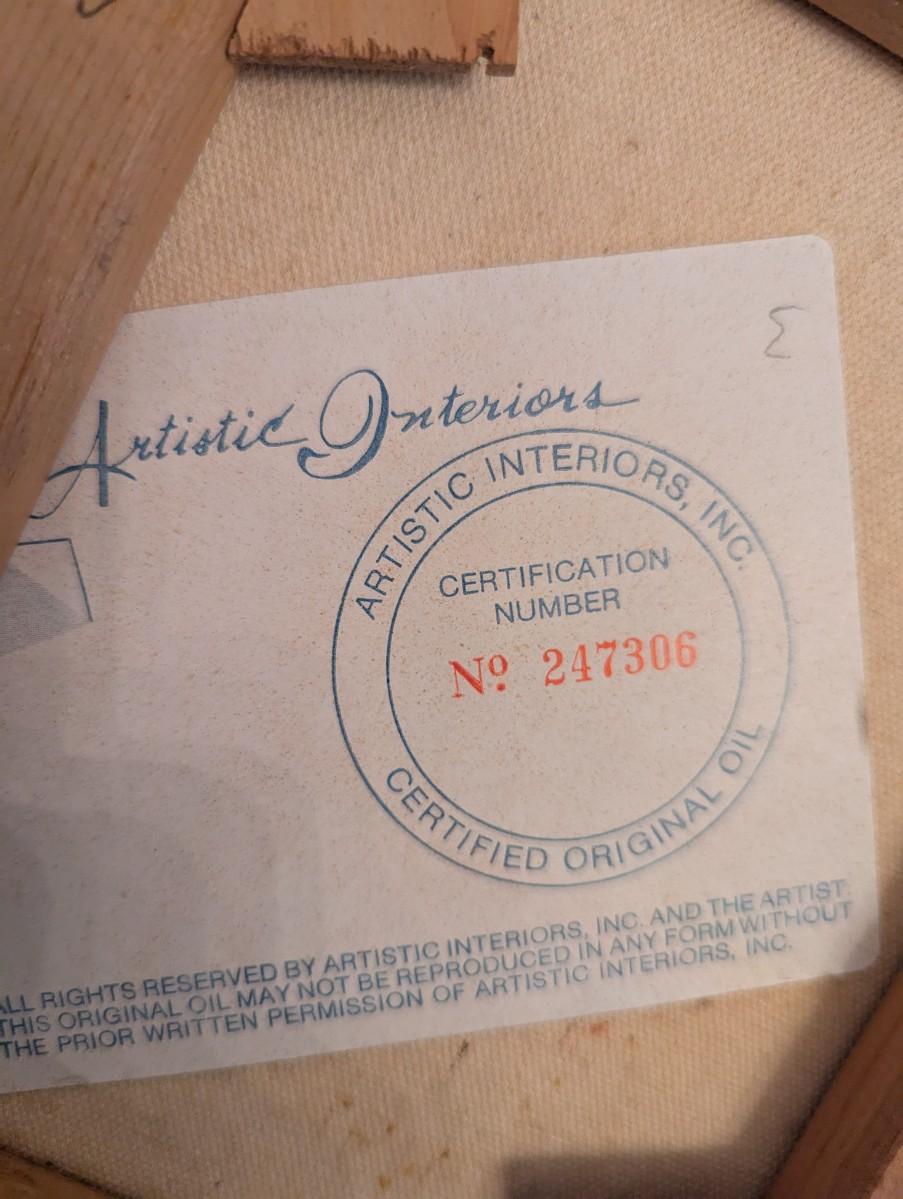 Artistic Interiors
ARTISTIC INTERIORS, INC.
CERTIFICATION
NUMBER
Nº 247306
CERTIFIED ORIGINAL OIL
ALL RIGHTS RESERVED BY ARTISTIC INTERIORS, INC. AND THE ARTIST.
THIS ORIGINAL OIL MAY NOT BE REPRODUCED IN ANY FORM WITHOUT
THE PRIOR WRITTEN PERMISSION OF ARTISTIC INTERIORS, INC.